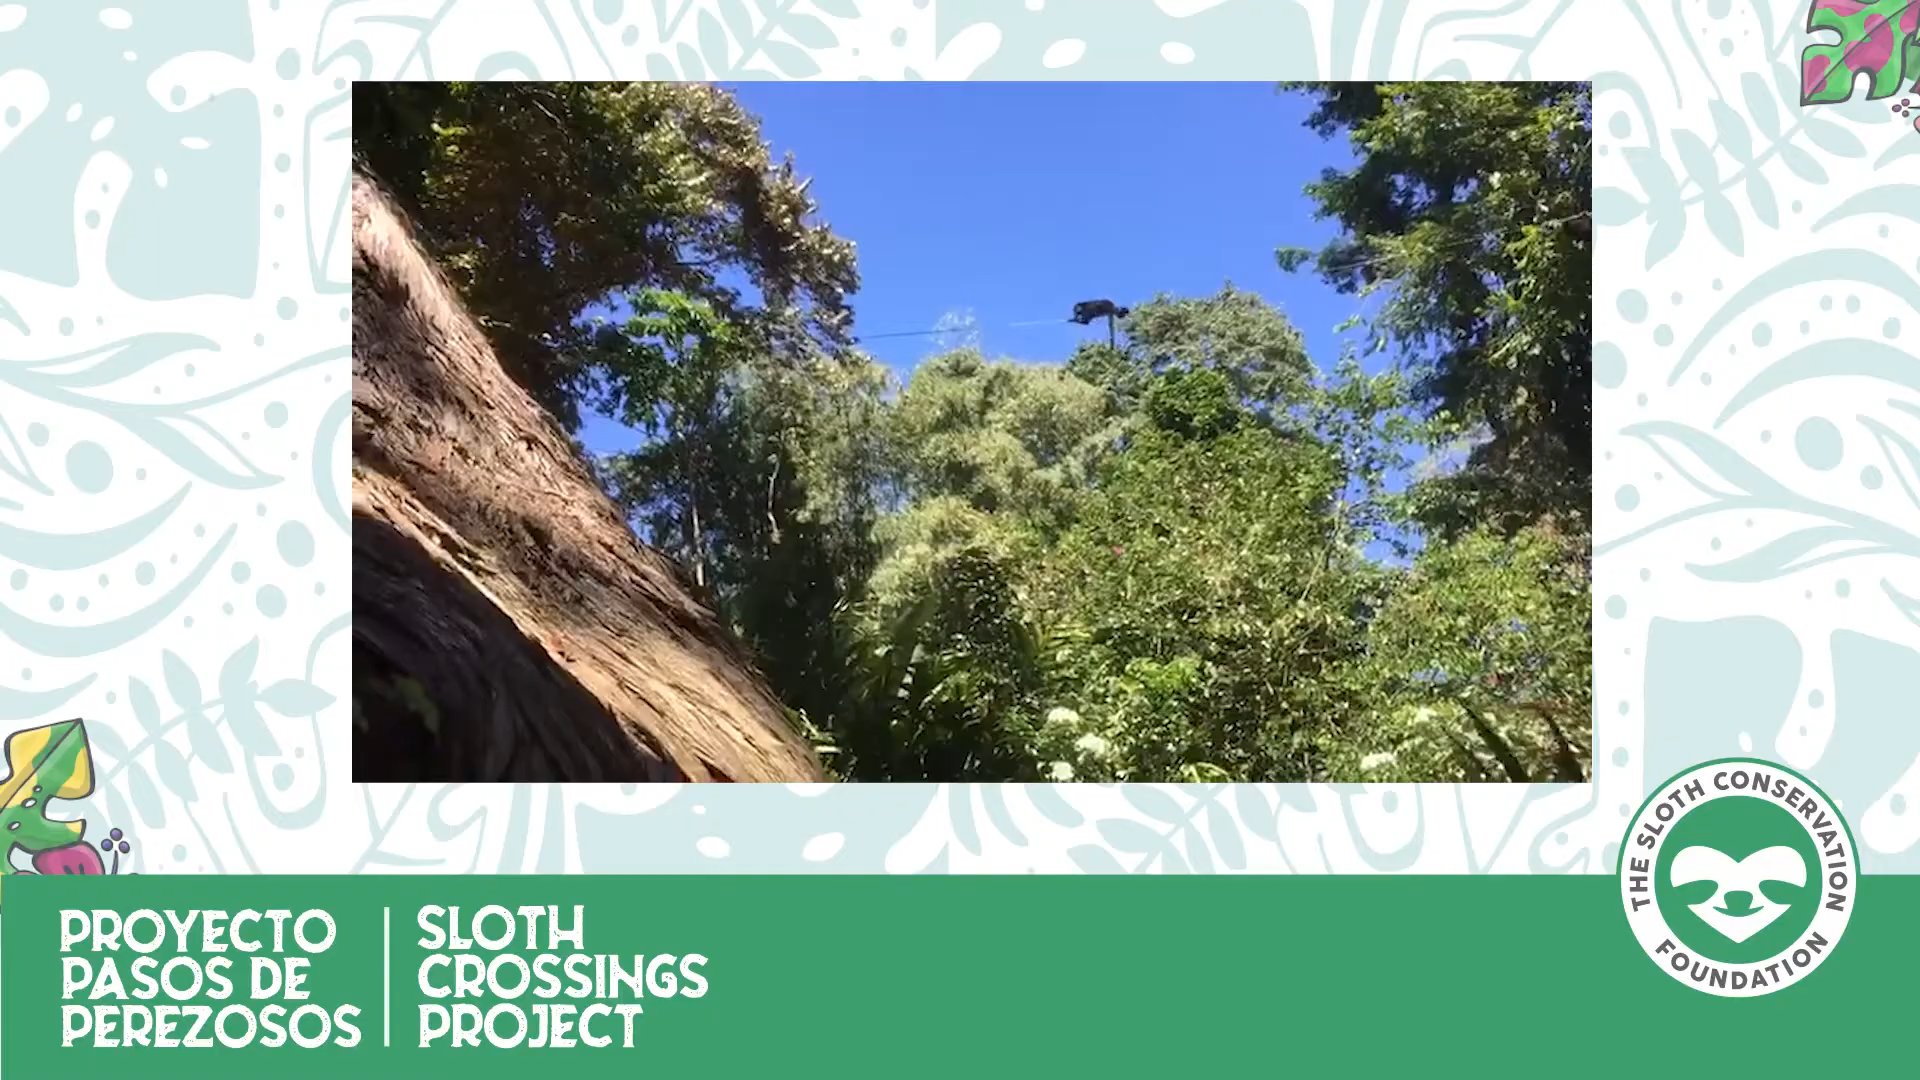 PROYECTO
PASOS DE
PEREZOSOS
SLOTH
CROSSINGS
PROJECT
THE SLOTH CONSERVATION
FOUNDATION